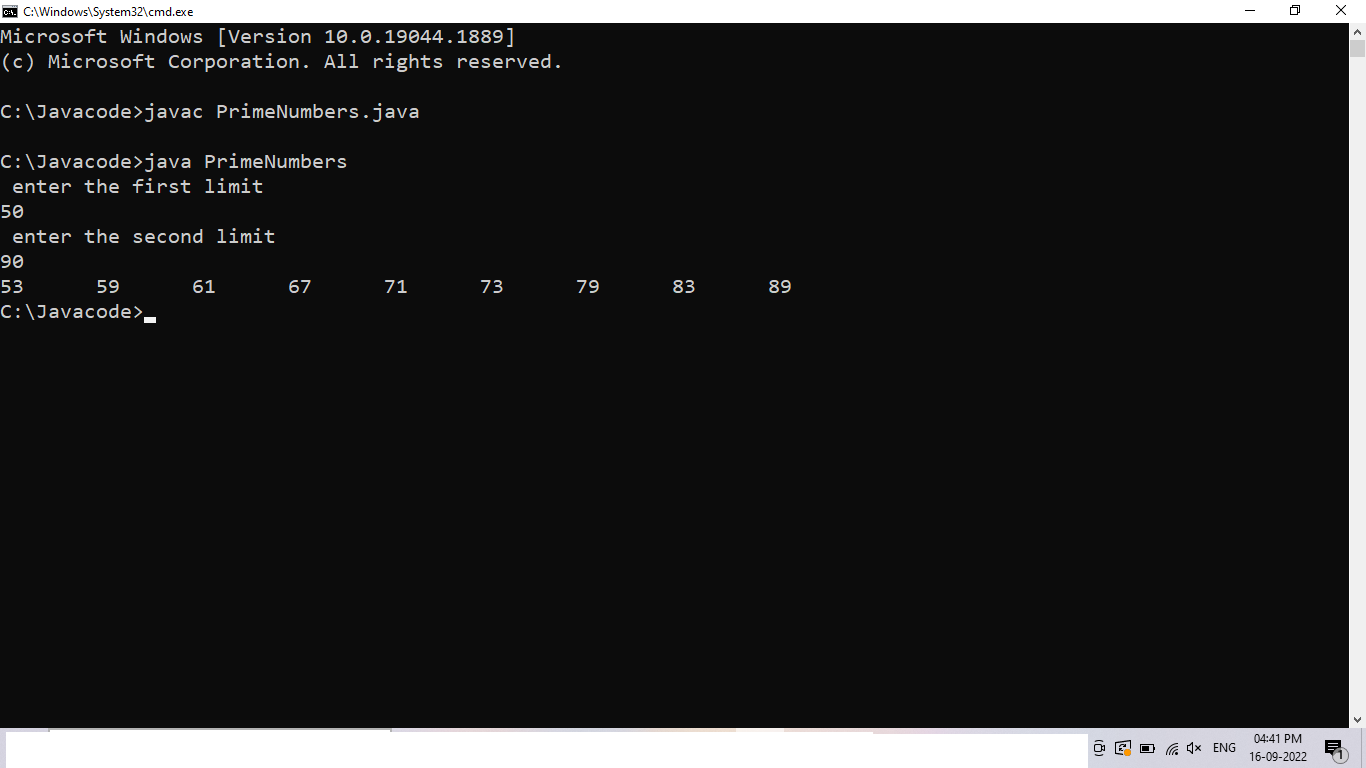 C:\Windows\System32\cmd.exe
Microsoft Windows [Version 10.0.19044.1889]
(c) Microsoft Corporation. All rights reserved.
C:\Javacode>javac PrimeNumbers.java
C:\Javacode>java PrimeNumbers
enter the first limit
50
enter the second limit
90
53 59 61 67 71 73 79 83 89
C:\Javacode>
ENG
04:41 PM
16-09-2022
1